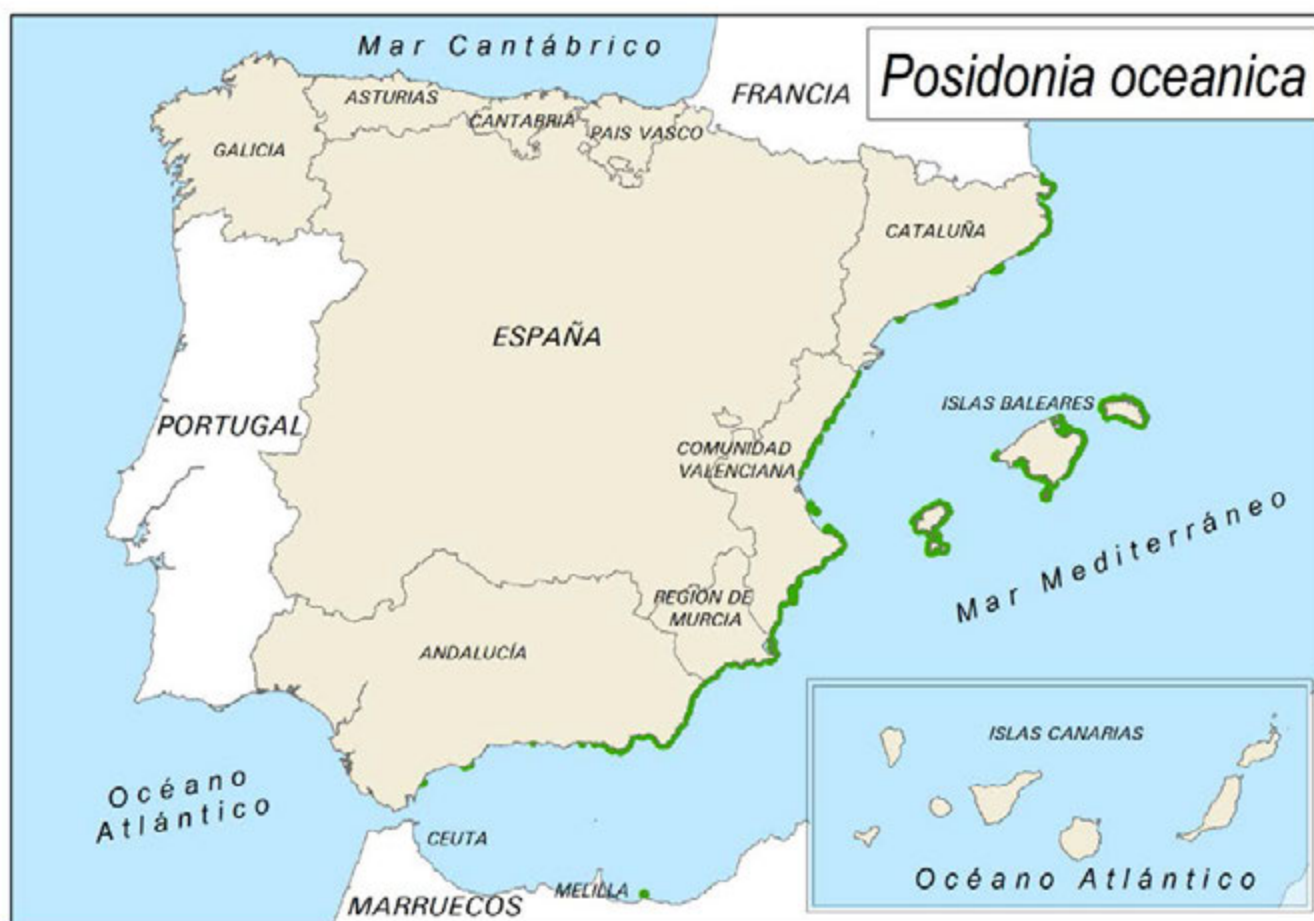 Mar Cantábrico
Posidonia oceanica
FRANCIA
ASTURIAS
CANTABRIA
PAIS VASCO
GALICIA
CATALUÑA
ESPAÑA
ISLAS BALEARES
PORTUGAL
COMUNIDAD
VALENCIANA
Mar Mediterráneo
REGIÓN DE
MURCIA
ANDALUCÍA
ISLAS CANARIAS
Océano
Atlántico
CEUTA
Océano Atlántico
MELILLA
MARRUECOS